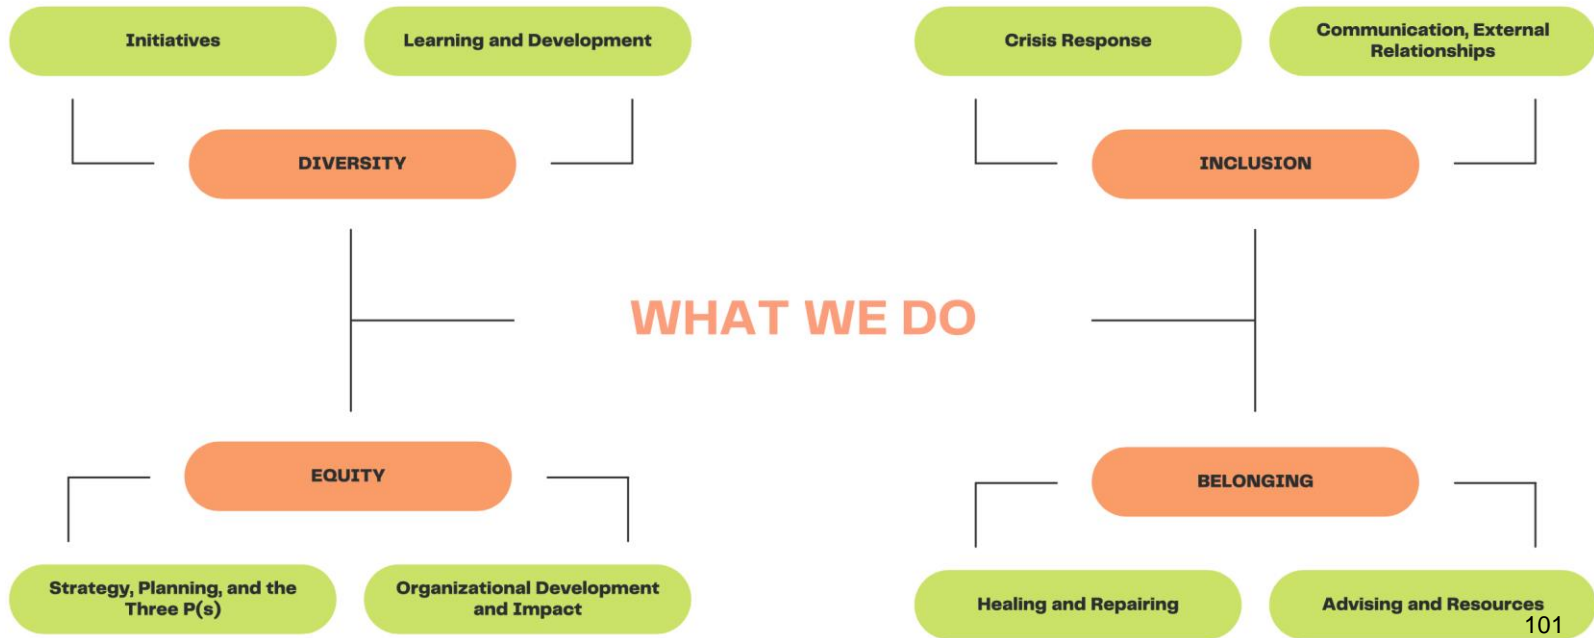 Initiatives
Learning and Development
Crisis Response
Communication, External
Relationships
DIVERSITY
INCLUSION
WHAT WE DO
EQUITY
BELONGING
Strategy, Planning, and the
Three P(s)
Organizational Development
and Impact
Healing and Repairing
Advising and Resources
101